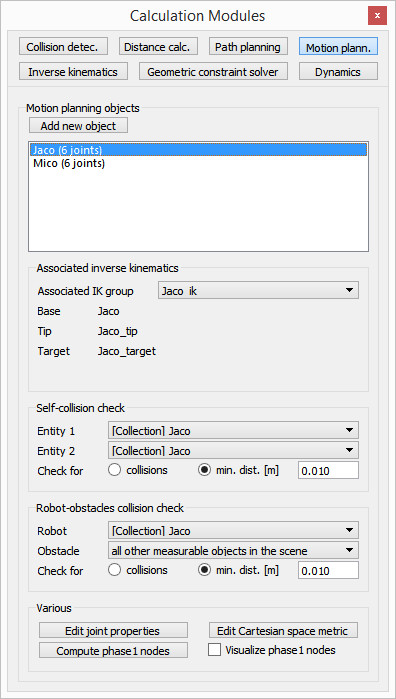 Calculation Modules
x
Collision detec. Distance calc. Path planning Motion plann.
Inverse kinematics Geometric constraint solver Dynamics
Motion planning objects
Add new object
Jaco (6 joints)
Mico (6 joints)
Associated inverse kinematics
Associated IK group Jaco_ik
Base Jaco
Tip Jaco_tip
Target Jaco_target
Self-collision check
Entity 1 [Collection] Jaco
Entity 2 [Collection] Jaco
Check for collisions min. dist. [m] 0.010
Robot-obstacles collision check
Robot [Collection] Jaco
Obstacle all other measurable objects in the scene
Check for collisions min. dist. [m] 0.010
Various
Edit joint properties Edit Cartesian space metric
Compute phase1 nodes Visualize phase1 nodes